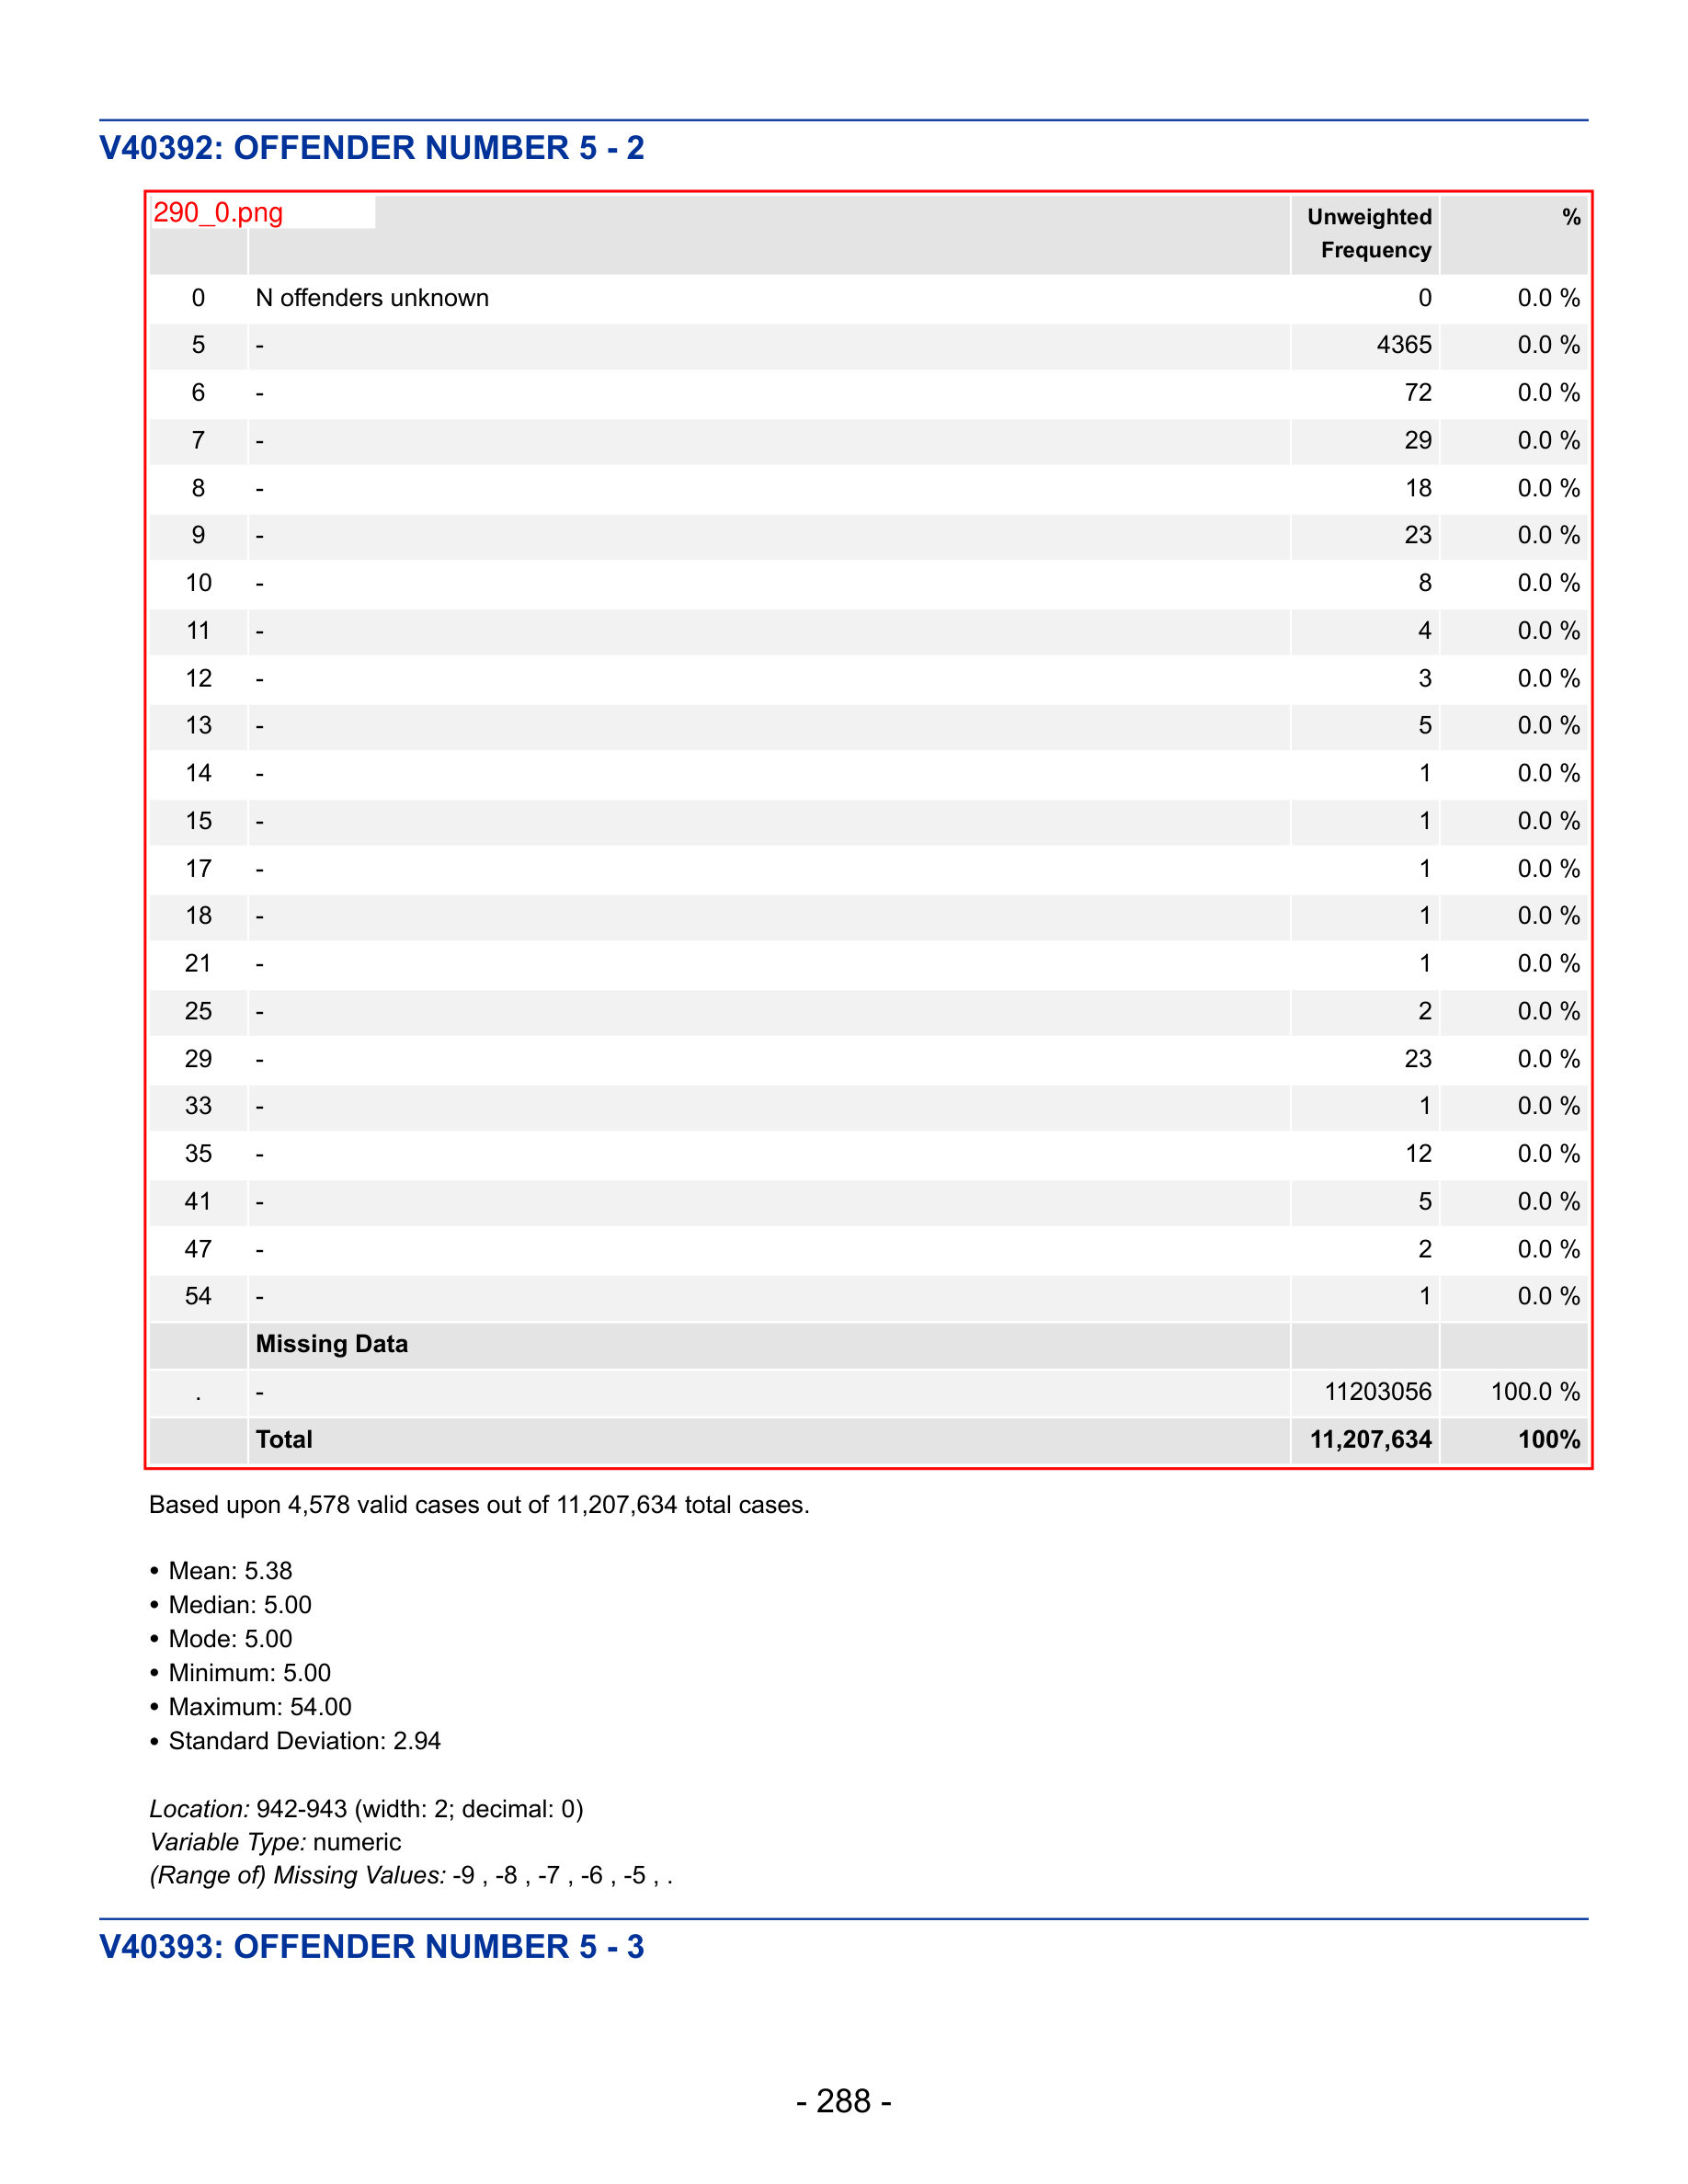 V40392: OFFENDER NUMBER 5 - 2
290_0.png
Unweighted Frequency %
0 N offenders unknown 0 0.0 %
5 - 4365 0.0 %
6 - 72 0.0 %
7 - 29 0.0 %
8 - 18 0.0 %
9 - 23 0.0 %
10 - 8 0.0 %
11 - 4 0.0 %
12 - 3 0.0 %
13 - 5 0.0 %
14 - 1 0.0 %
15 - 1 0.0 %
17 - 1 0.0 %
18 - 1 0.0 %
21 - 1 0.0 %
25 - 2 0.0 %
29 - 23 0.0 %
33 - 1 0.0 %
35 - 12 0.0 %
41 - 5 0.0 %
47 - 2 0.0 %
54 - 1 0.0 %
Missing Data
. - 11203056 100.0 %
Total 11,207,634 100%
Based upon 4,578 valid cases out of 11,207,634 total cases.
• Mean: 5.38
• Median: 5.00
• Mode: 5.00
• Minimum: 5.00
• Maximum: 54.00
• Standard Deviation: 2.94
Location: 942-943 (width: 2; decimal: 0)
Variable Type: numeric
(Range of) Missing Values: -9 , -8 , -7 , -6 , -5 , .
V40393: OFFENDER NUMBER 5 - 3
- 288 -